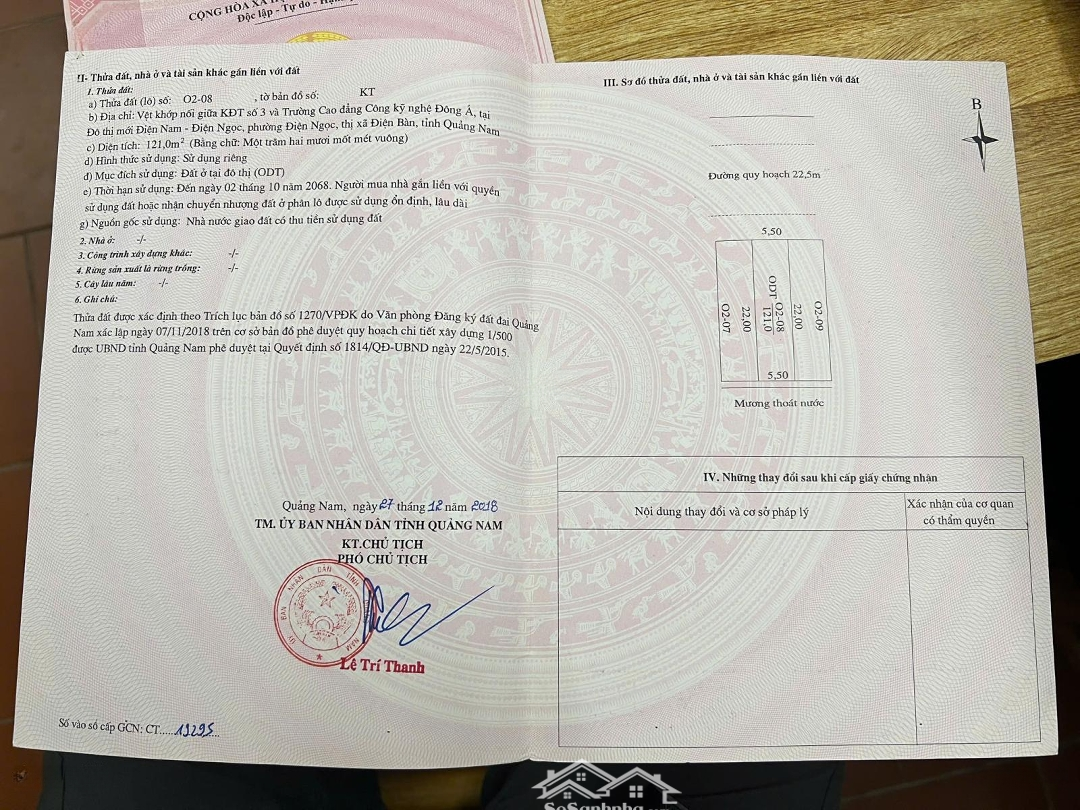 CỘNG HÒA XÃ
Độc lập - Tự do -
II- Thửa đất, nhà ở và tài sản khác gắn liền với đất
1. Thửa đất:
a) Thửa đất (lô) số: O2-08 , tờ bản đồ số: KT
b) Địa chỉ: Vệt khớp nối giữa KĐT số 3 và Trường Cao đẳng Công kỹ nghệ Đông Á, tại
Đô thị mới Điện Nam - Điện Ngọc, phường Điện Ngọc, thị xã Điện Bàn, tỉnh Quảng Nam
c) Diện tích: 121,0m² (Bằng chữ: Một trăm hai mươi mốt mét vuông)
d) Hình thức sử dụng: Sử dụng riêng
đ) Mục đích sử dụng: Đất ở tại đô thị (ODT)
e) Thời hạn sử dụng: Đến ngày 02 tháng 10 năm 2068. Người mua nhà gắn liền với quyền
sử dụng đất hoặc nhận chuyển nhượng đất ở phân lô được sử dụng ổn định, lâu dài
g) Nguồn gốc sử dụng: Nhà nước giao đất có thu tiền sử dụng đất
2. Nhà ở: -/-
3. Công trình xây dựng khác: -/-
4. Rừng sản xuất là rừng trồng: -/-
5. Cây lâu năm: -/-
6. Ghi chú:
Thửa đất được xác định theo Trích lục bản đồ số 1270/VPĐK do Văn phòng Đăng ký đất đai Quảng
Nam xác lập ngày 07/11/2018 trên cơ sở bản đồ phê duyệt quy hoạch chi tiết xây dựng 1/500
được UBND tỉnh Quảng Nam phê duyệt tại Quyết định số 1814/QĐ-UBND ngày 22/5/2015.
Quảng Nam, ngày 27 tháng 12 năm 2018
TM. ỦY BAN NHÂN DÂN TỈNH QUẢNG NAM
KT.CHỦ TỊCH
PHÓ CHỦ TỊCH
Lê Trí Thanh
Số vào sổ cấp GCN: CT.....19295
III. Sơ đồ thửa đất, nhà ở và tài sản khác gắn liền với đất
B
Đường quy hoạch 22,5m
5,50
O2-07
22,00
ODT O2-08
121,0
22,00
O2-09
5,50
Mương thoát nước
IV. Những thay đổi sau khi cấp giấy chứng nhận
Nội dung thay đổi và cơ sở pháp lý
Xác nhận của cơ quan
có thẩm quyền